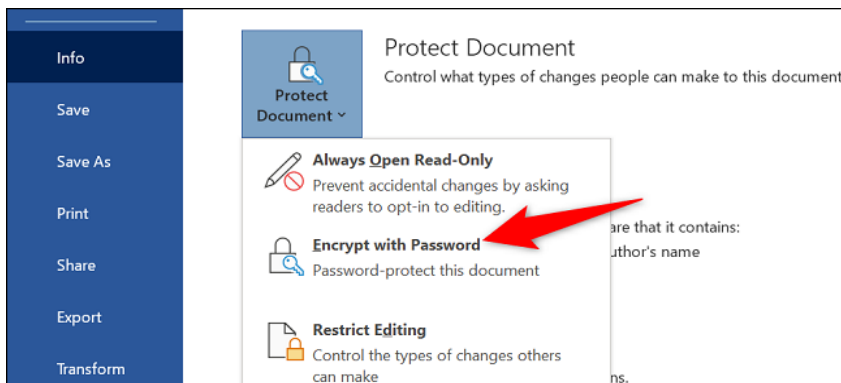 Info
Save
Save As
Print
Share
Export
Transform
Protect
Document
Protect Document
Control what types of changes people can make to this document
Always Open Read-Only
Prevent accidental changes by asking
readers to opt-in to editing.
Encrypt with Password
Password-protect this document
Restrict Editing
Control the types of changes others
can make
are that it contains:
uthor's name
ns.